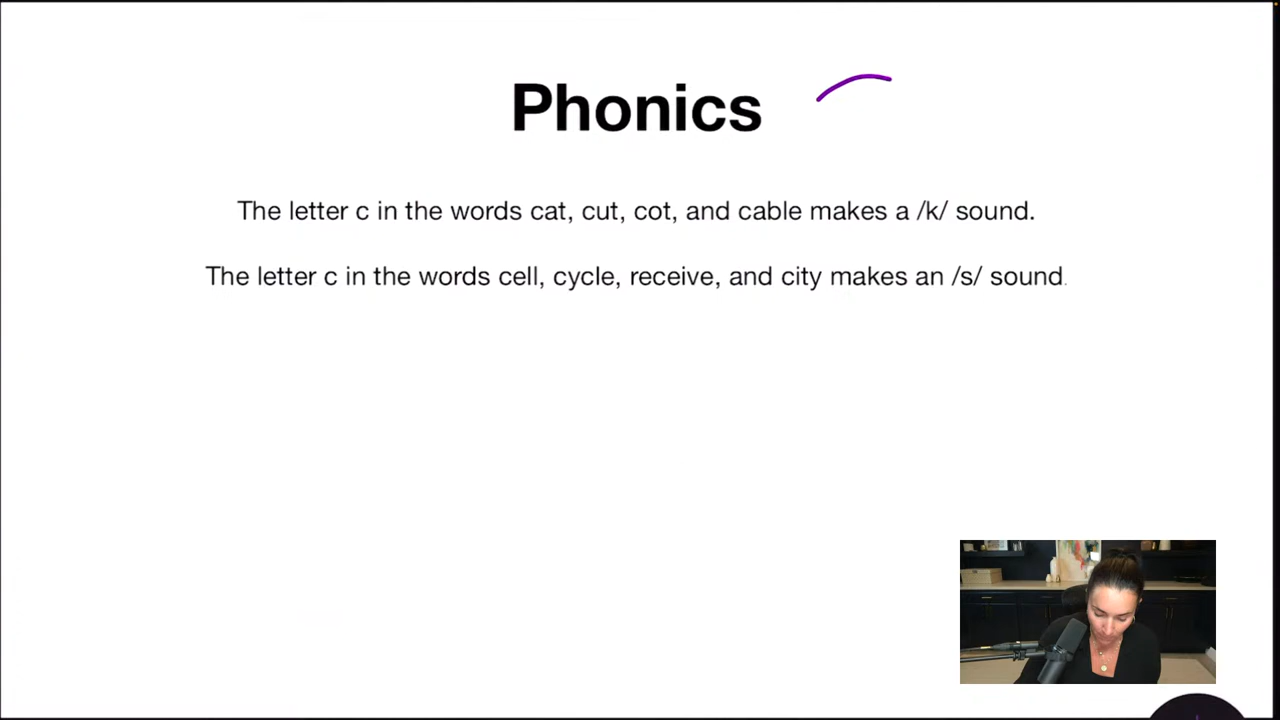 Phonics
The letter c in the words cat, cut, cot, and cable makes a /k/ sound.
The letter c in the words cell, cycle, receive, and city makes an /s/ sound.